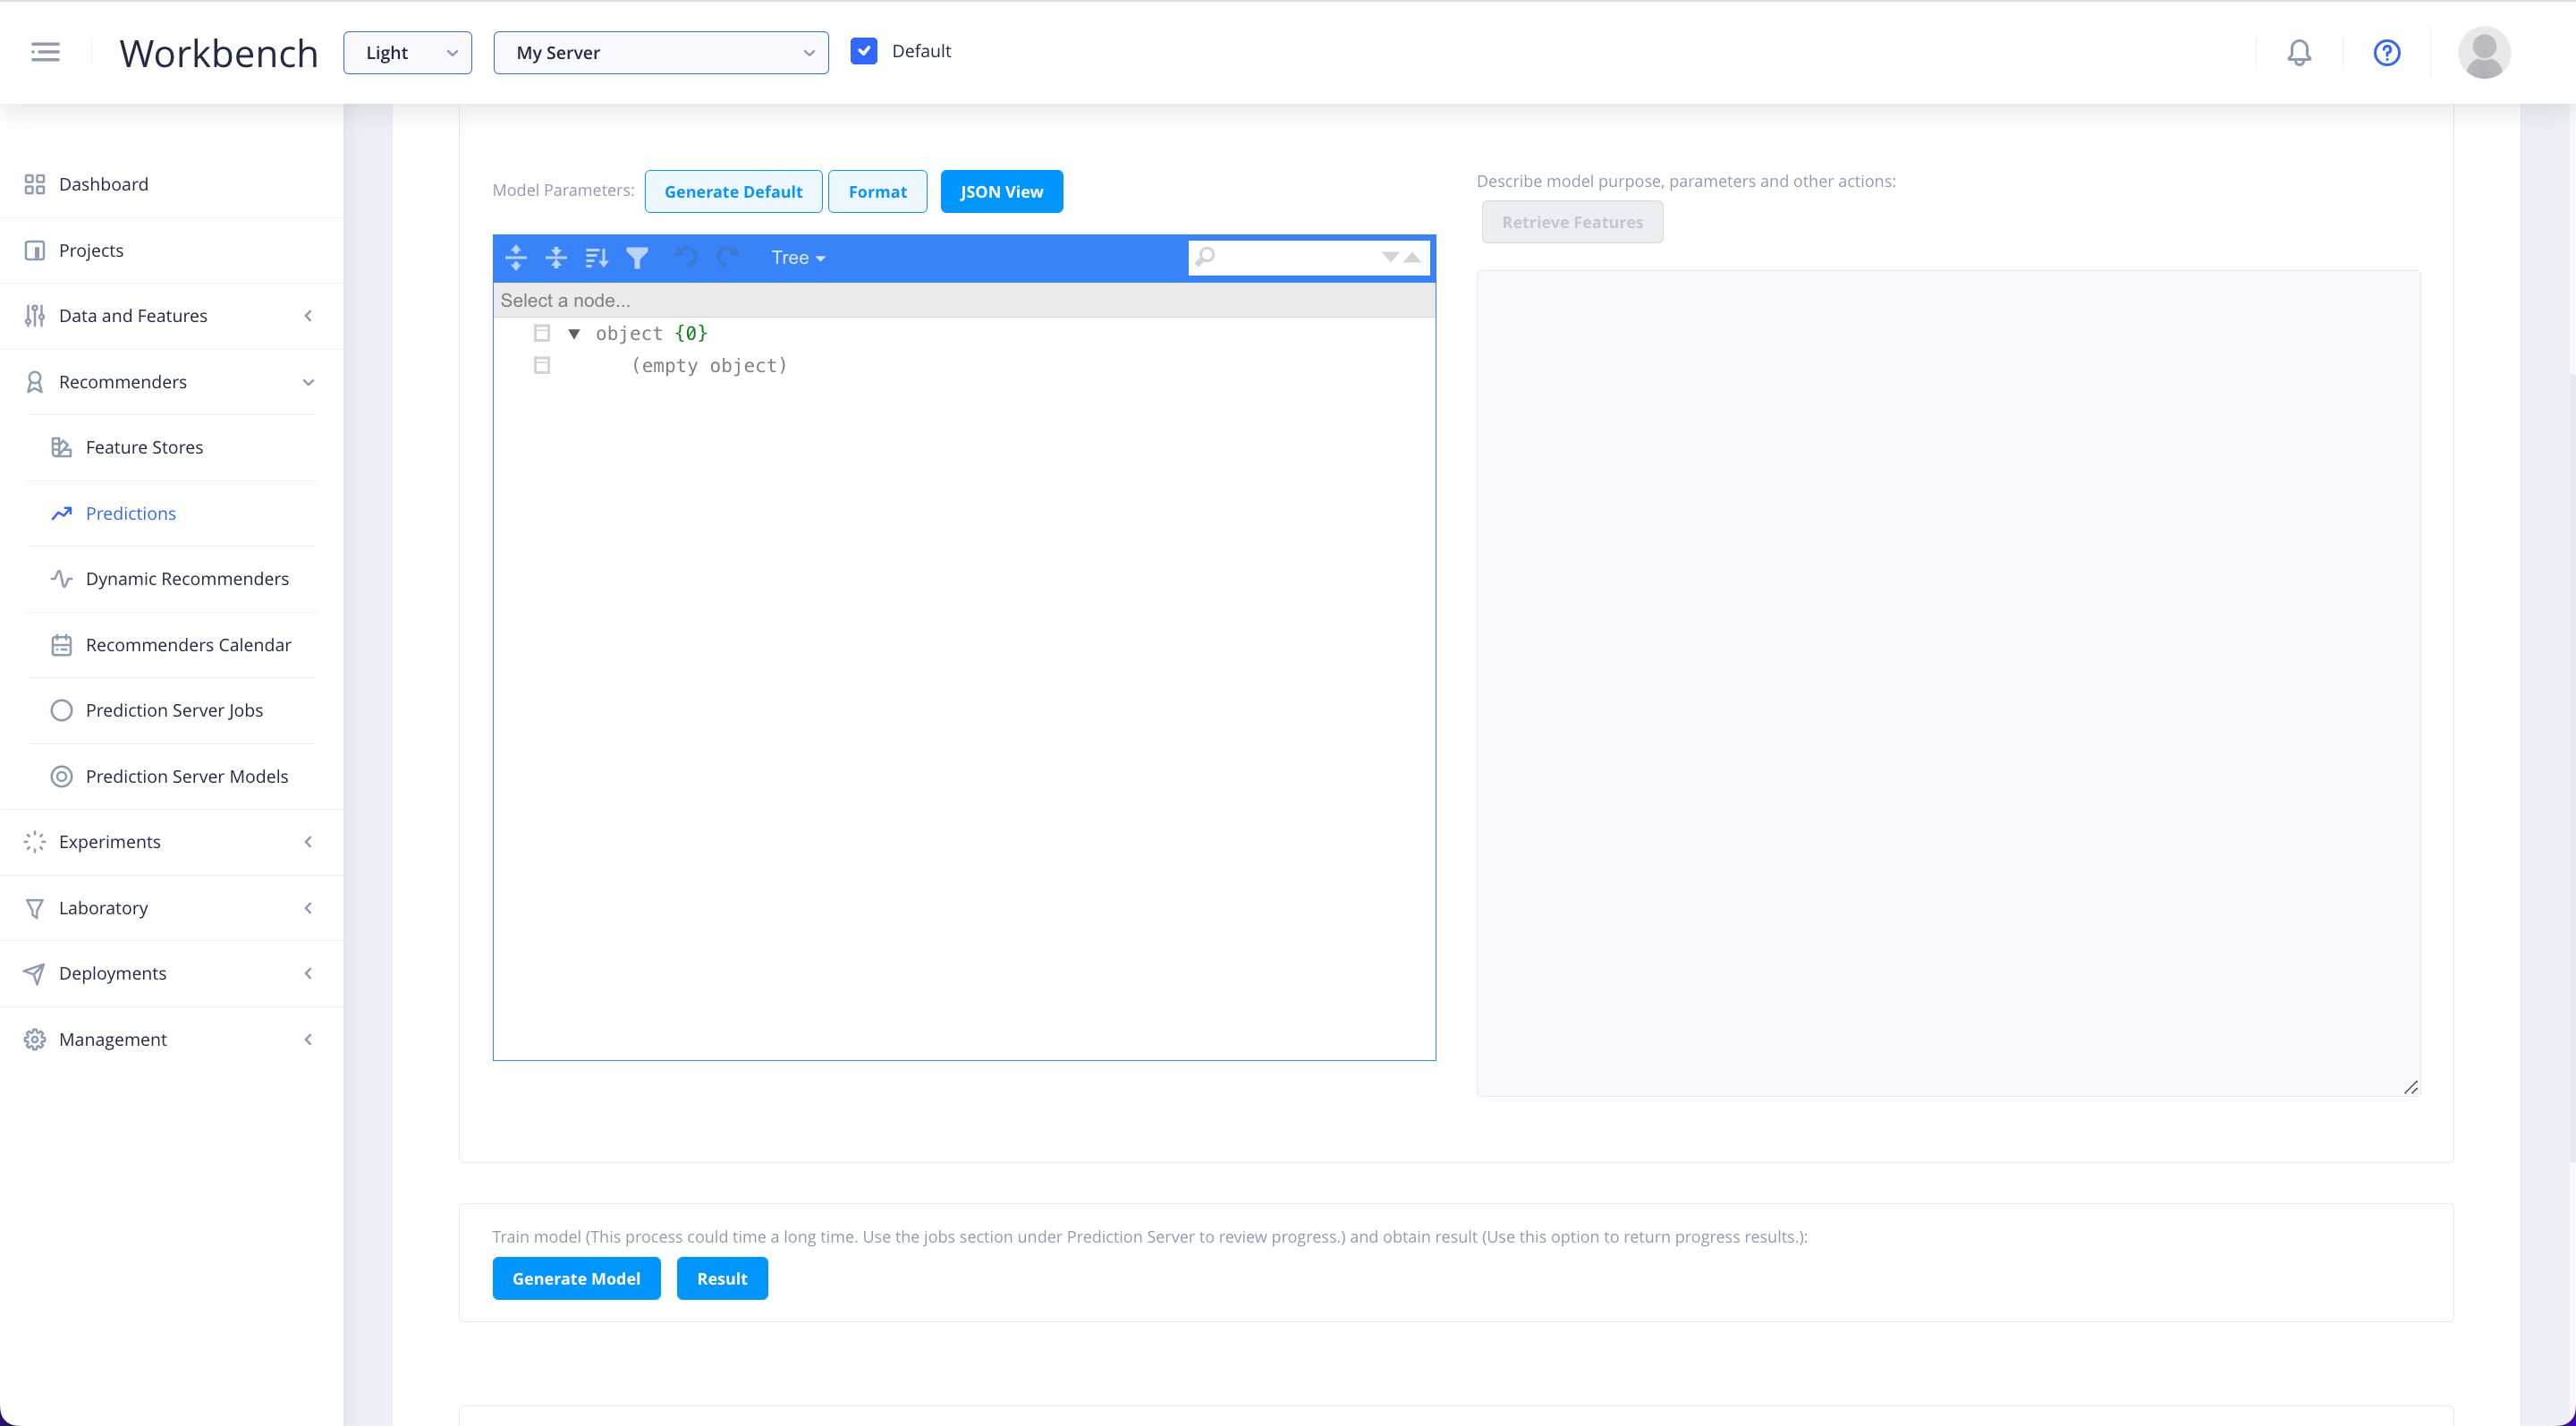 Workbench
Light
My Server
Default
Dashboard
Projects
Data and Features
Recommenders
Feature Stores
Predictions
Dynamic Recommenders
Recommenders Calendar
Prediction Server Jobs
Prediction Server Models
Experiments
Laboratory
Deployments
Management
Model Parameters:
Generate Default
Format
JSON View
Tree
Select a node...
object {0}
(empty object)
Describe model purpose, parameters and other actions:
Retrieve Features
Train model (This process could time a long time. Use the jobs section under Prediction Server to review progress.) and obtain result (Use this option to return progress results.):
Generate Model
Result